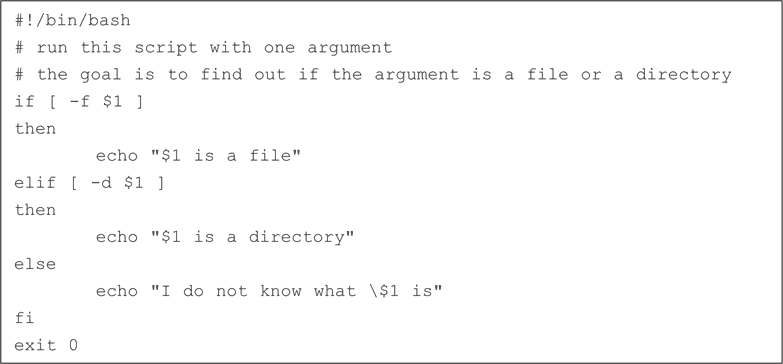 #!/bin/bash
# run this script with one argument
# the goal is to find out if the argument is a file or a directory
if [ -f $1 ]
then
        echo "$1 is a file"
elif [ -d $1 ]
then
        echo "$1 is a directory"
else
        echo "I do not know what \$1 is"
fi
exit 0